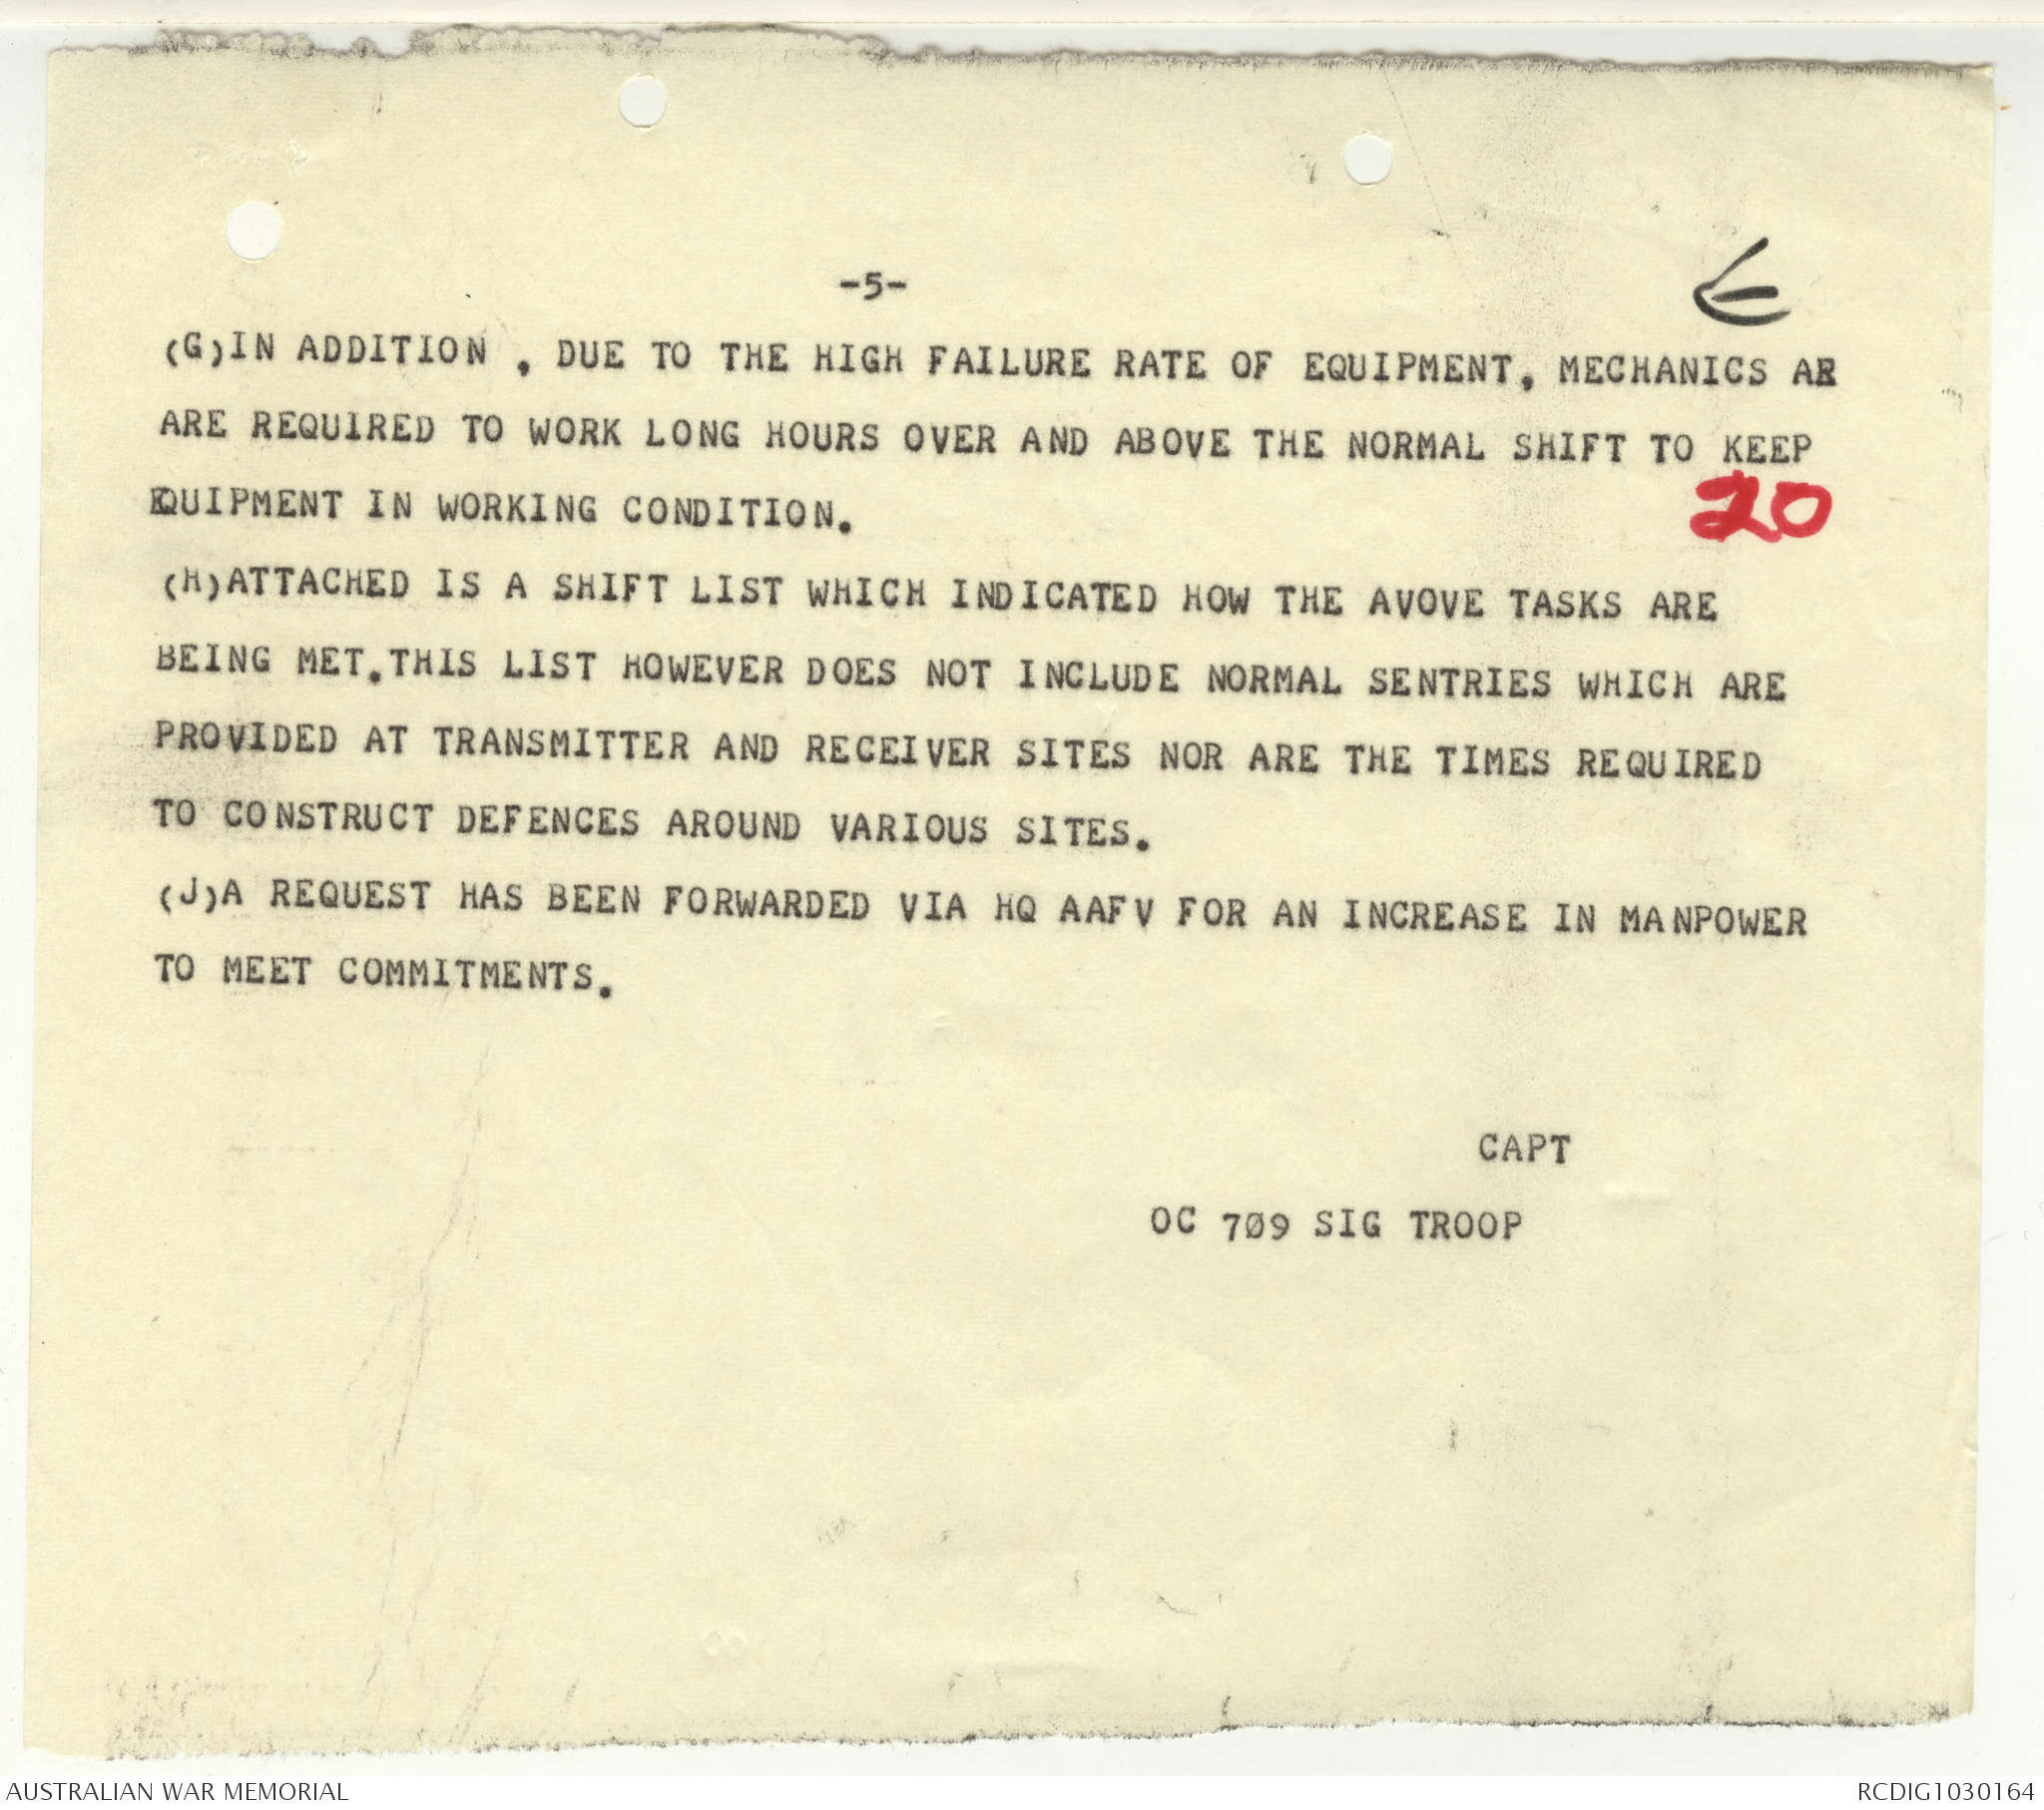 -5-
E
(G)IN ADDITION , DUE TO THE HIGH FAILURE RATE OF EQUIPMENT, MECHANICS AR
ARE REQUIRED TO WORK LONG HOURS OVER AND ABOVE THE NORMAL SHIFT TO KEEP
EQUIPMENT IN WORKING CONDITION.
20
(H)ATTACHED IS A SHIFT LIST WHICH INDICATED HOW THE AVOVE TASKS ARE
BEING MET.THIS LIST HOWEVER DOES NOT INCLUDE NORMAL SENTRIES WHICH ARE
PROVIDED AT TRANSMITTER AND RECEIVER SITES NOR ARE THE TIMES REQUIRED
TO CONSTRUCT DEFENCES AROUND VARIOUS SITES.
(J)A REQUEST HAS BEEN FORWARDED VIA HQ AAFV FOR AN INCREASE IN MANPOWER
TO MEET COMMITMENTS.
CAPT
OC 7Ø9 SIG TROOP
AUSTRALIAN WAR MEMORIAL
RCDIG1030164